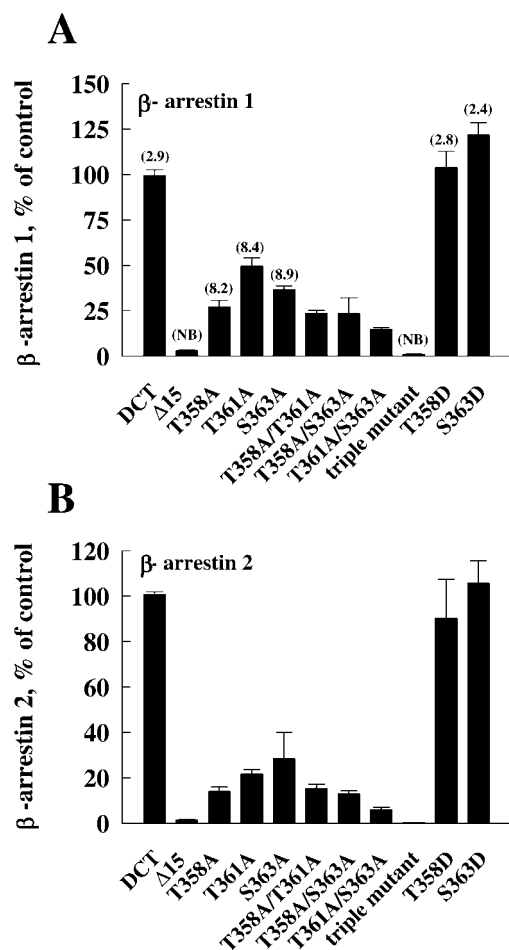 A
β- arrestin 1
β -arrestin 1, % of control
150
125
100
75
50
25
0
(2.9)
(NB)
(8.2)
(8.4)
(8.9)
(NB)
(2.8)
(2.4)
DCT
Δ15
T358A
T361A
S363A
T358A/T361A
T358A/S363A
T361A/S363A
triple mutant
T358D
S363D
B
β- arrestin 2
β -arrestin 2, % of control
120
100
80
60
40
20
0
DCT
Δ15
T358A
T361A
S363A
T358A/T361A
T358A/S363A
T361A/S363A
triple mutant
T358D
S363D